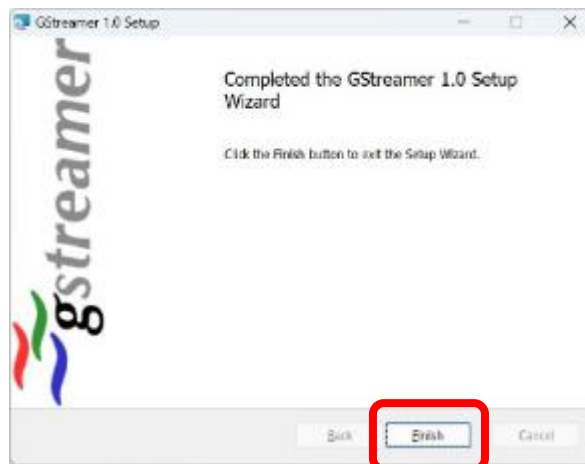 GStreamer 1.0 Setup
gstreamer
Completed the GStreamer 1.0 Setup
Wizard
Click the Finish button to exit the Setup Wizard.
Back
Finish
Cancel